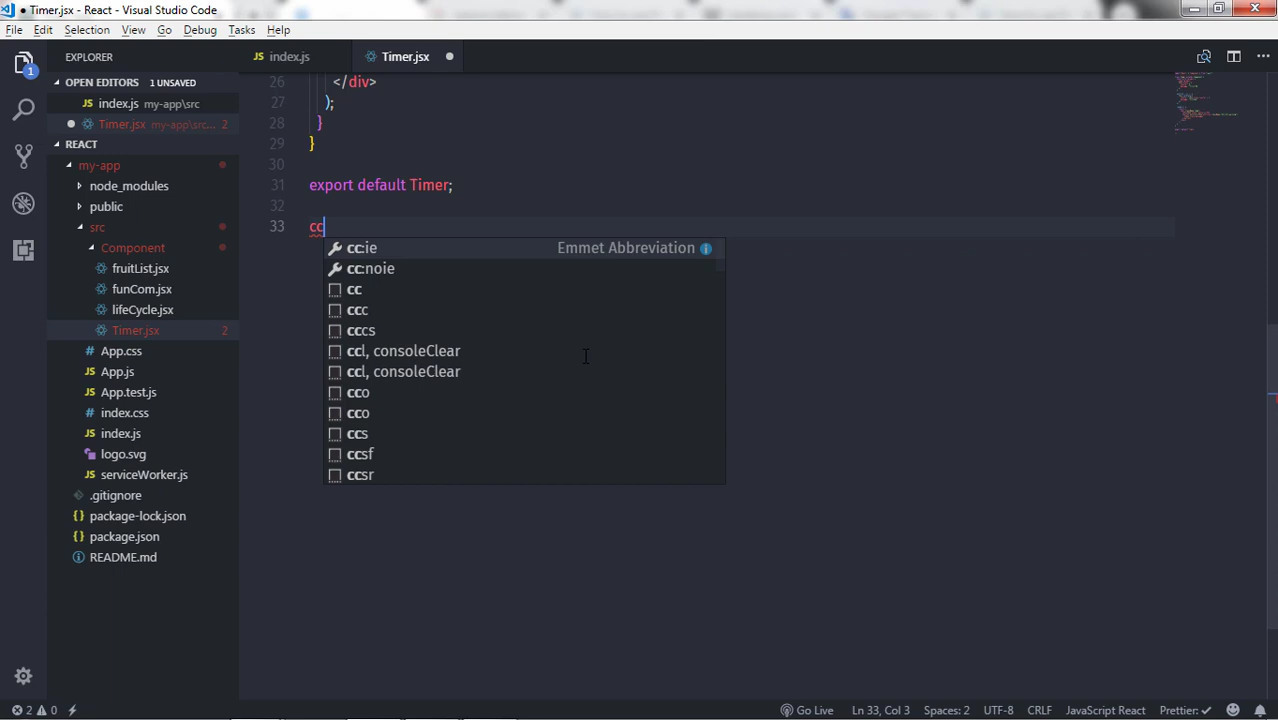 Timer.jsx - React - Visual Studio Code
File Edit Selection View Go Debug Tasks Help
EXPLORER
OPEN EDITORS 1 UNSAVED
index.js my-app\src
Timer.jsx my-app\src... 2
REACT
my-app
node_modules
public
src
Component
fruitList.jsx
funCom.jsx
lifeCycle.jsx
Timer.jsx 2
App.css
App.js
App.test.js
index.css
index.js
logo.svg
serviceWorker.js
.gitignore
package-lock.json
package.json
README.md
1
JS index.js Timer.jsx
26 </div>
27 );
28 }
29 }
30
31 export default Timer;
32
33 cc
cc:ie Emmet Abbreviation
cc:noie
cc
ccc
cccs
ccl, consoleClear
ccl, consoleClear
cco
cco
ccs
ccsf
ccsr
2 0 Go Live Ln 33, Col 3 Spaces: 2 UTF-8 CRLF JavaScript React Prettier: ✓